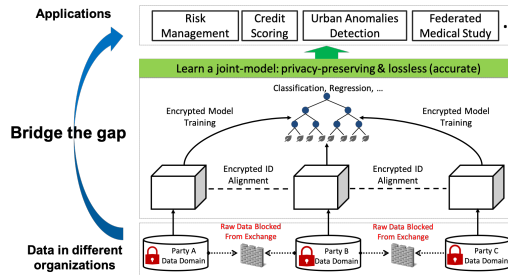 Applications
Risk
Management
Credit
Scoring
Urban Anomalies
Detection
Federated
Medical Study
.
Learn a joint-model: privacy-preserving & lossless (accurate)
Classification, Regression, ...
Encrypted Model
Training
Encrypted Model
Training
Bridge the gap
Encrypted ID
Alignment
Encrypted ID
Alignment
Raw Data Blocked
From Exchange
Raw Data Blocked
From Exchange
Data in different
organizations
Party A
Data Domain
Party B
Data Domain
Party C
Data Domain